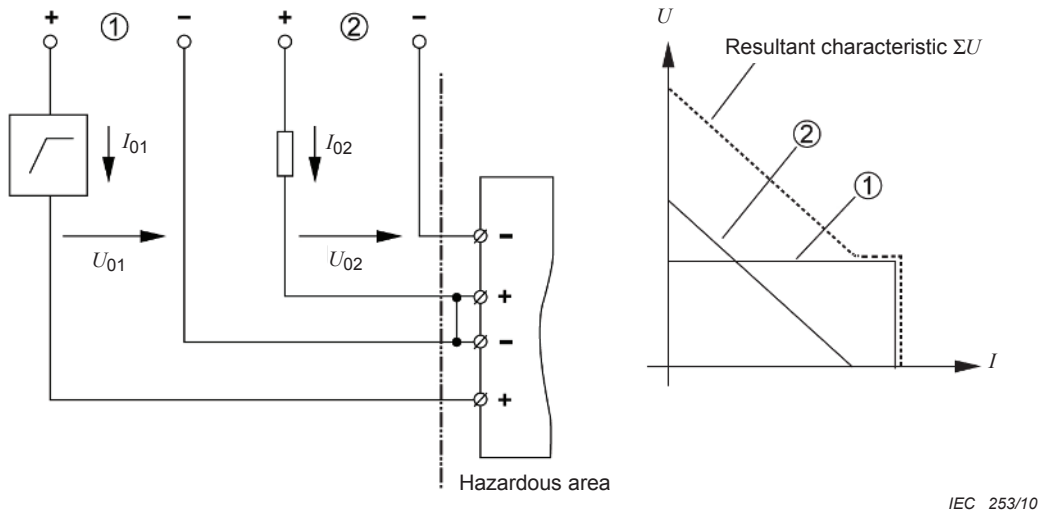 + ① - + ② -
I01
I02
U01
U02
-
+
-
+
Hazardous area
U
Resultant characteristic ΣU
②
①
I
IEC 253/10